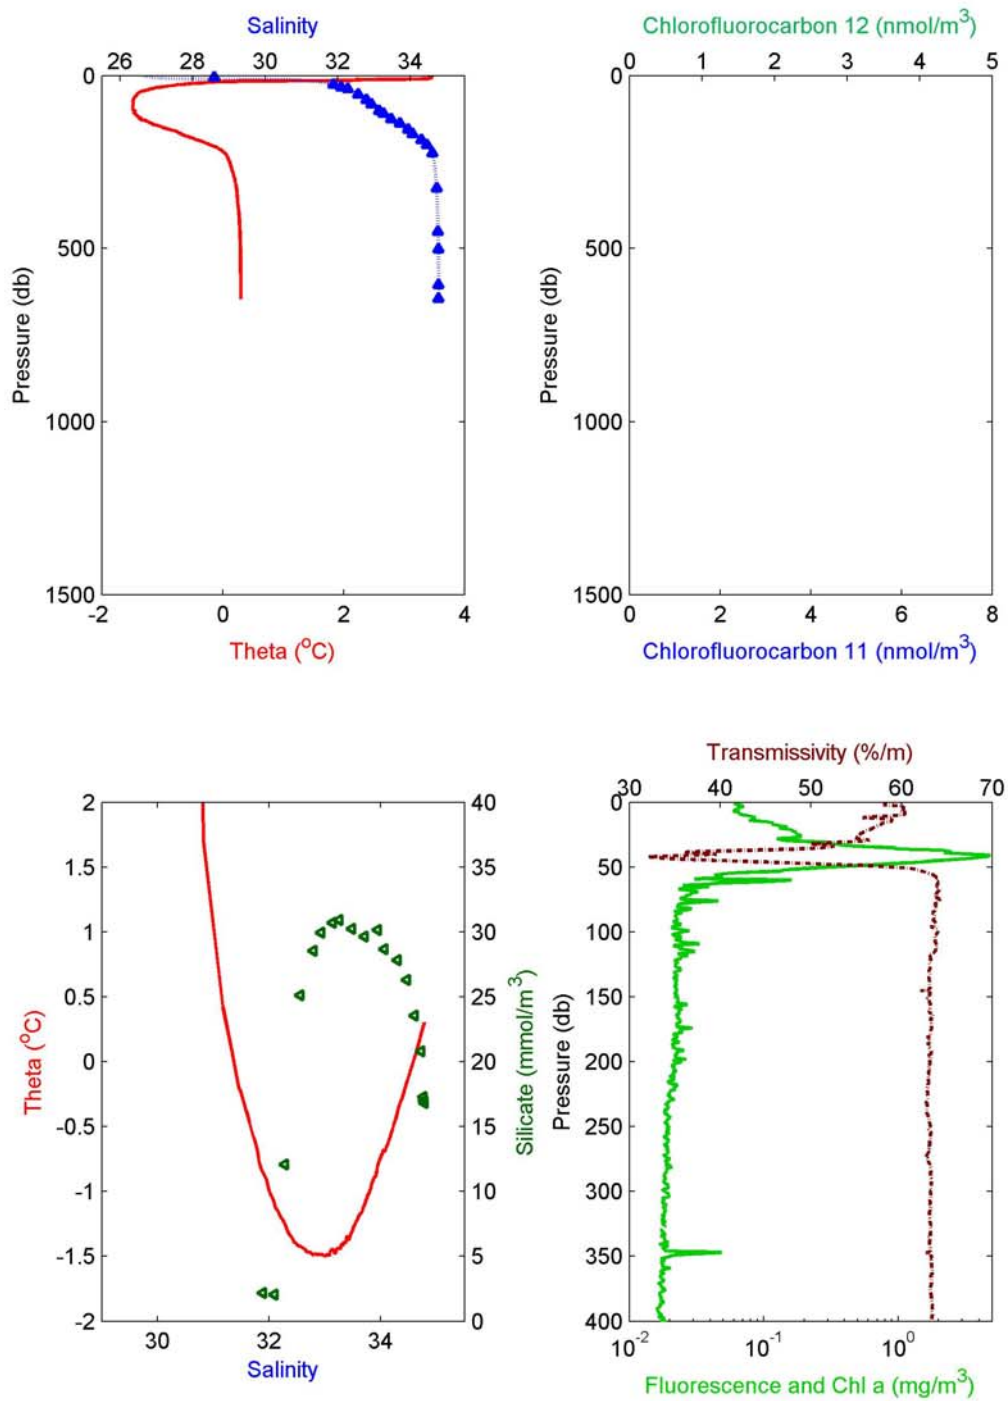 Salinity
26 28 30 32 34
0
500
1000
1500
Pressure (db)
-2 0 2 4
Theta (°C)
Chlorofluorocarbon 12 (nmol/m³)
0 1 2 3 4 5
0
500
1000
1500
Pressure (db)
0 2 4 6 8
Chlorofluorocarbon 11 (nmol/m³)
2
1.5
1
0.5
0
-0.5
-1
-1.5
-2
Theta (°C)
30 32 34
Salinity
40
35
30
25
20
15
10
5
0
Silicate (mmol/m³)
Transmissivity (%/m)
30 40 50 60 70
0
50
100
150
200
250
300
350
400
Pressure (db)
10⁻² 10⁻¹ 10⁰
Fluorescence and Chl a (mg/m³)